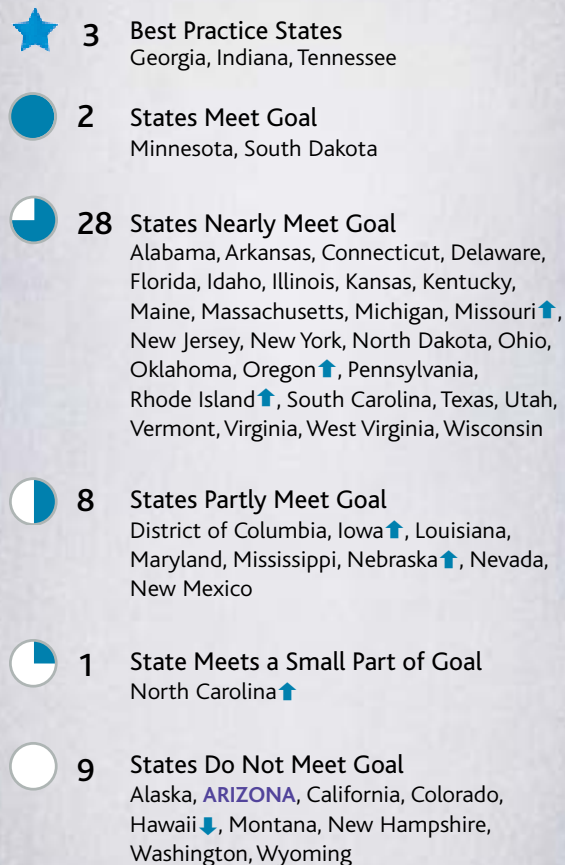 3 Best Practice States
Georgia, Indiana, Tennessee
2 States Meet Goal
Minnesota, South Dakota
28 States Nearly Meet Goal
Alabama, Arkansas, Connecticut, Delaware,
Florida, Idaho, Illinois, Kansas, Kentucky,
Maine, Massachusetts, Michigan, Missouri⬆,
New Jersey, New York, North Dakota, Ohio,
Oklahoma, Oregon⬆, Pennsylvania,
Rhode Island⬆, South Carolina, Texas, Utah,
Vermont, Virginia, West Virginia, Wisconsin
8 States Partly Meet Goal
District of Columbia, Iowa⬆, Louisiana,
Maryland, Mississippi, Nebraska⬆, Nevada,
New Mexico
1 State Meets a Small Part of Goal
North Carolina⬆
9 States Do Not Meet Goal
Alaska, ARIZONA, California, Colorado,
Hawaii⬇, Montana, New Hampshire,
Washington, Wyoming